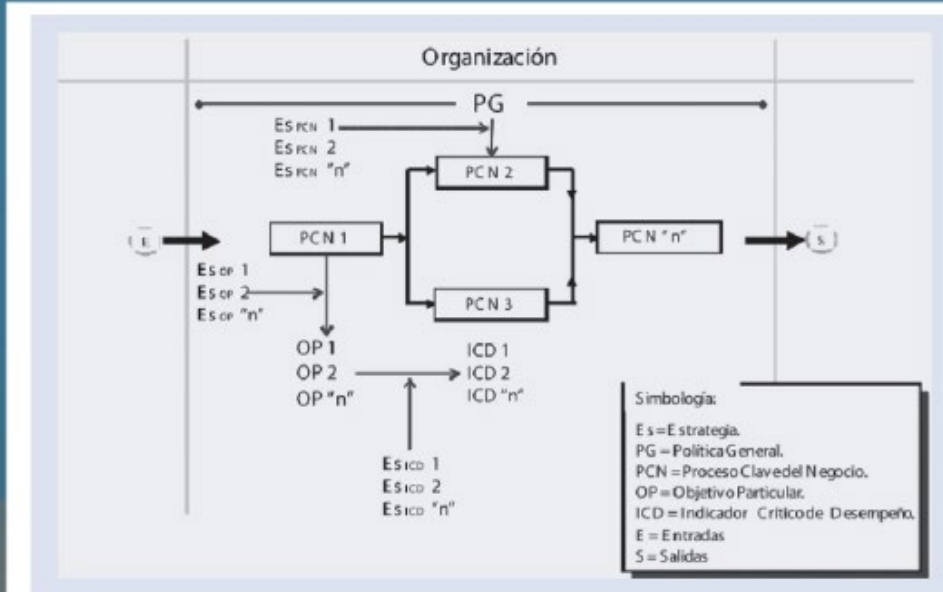 Organización
PG
Es PCN 1
Es PCN 2
Es PCN "n"
PCN 2
E
PCN 1
PCN "n"
S
Es OP 1
Es OP 2
Es OP "n"
PCN 3
OP 1
OP 2
OP "n"
ICD 1
ICD 2
ICD "n"
Es ICD 1
Es ICD 2
Es ICD "n"
Simbología:
Es = Estrategia.
PG = Política General.
PCN = Proceso Clave del Negocio.
OP = Objetivo Particular.
ICD = Indicador Crítico de Desempeño.
E = Entradas
S = Salidas